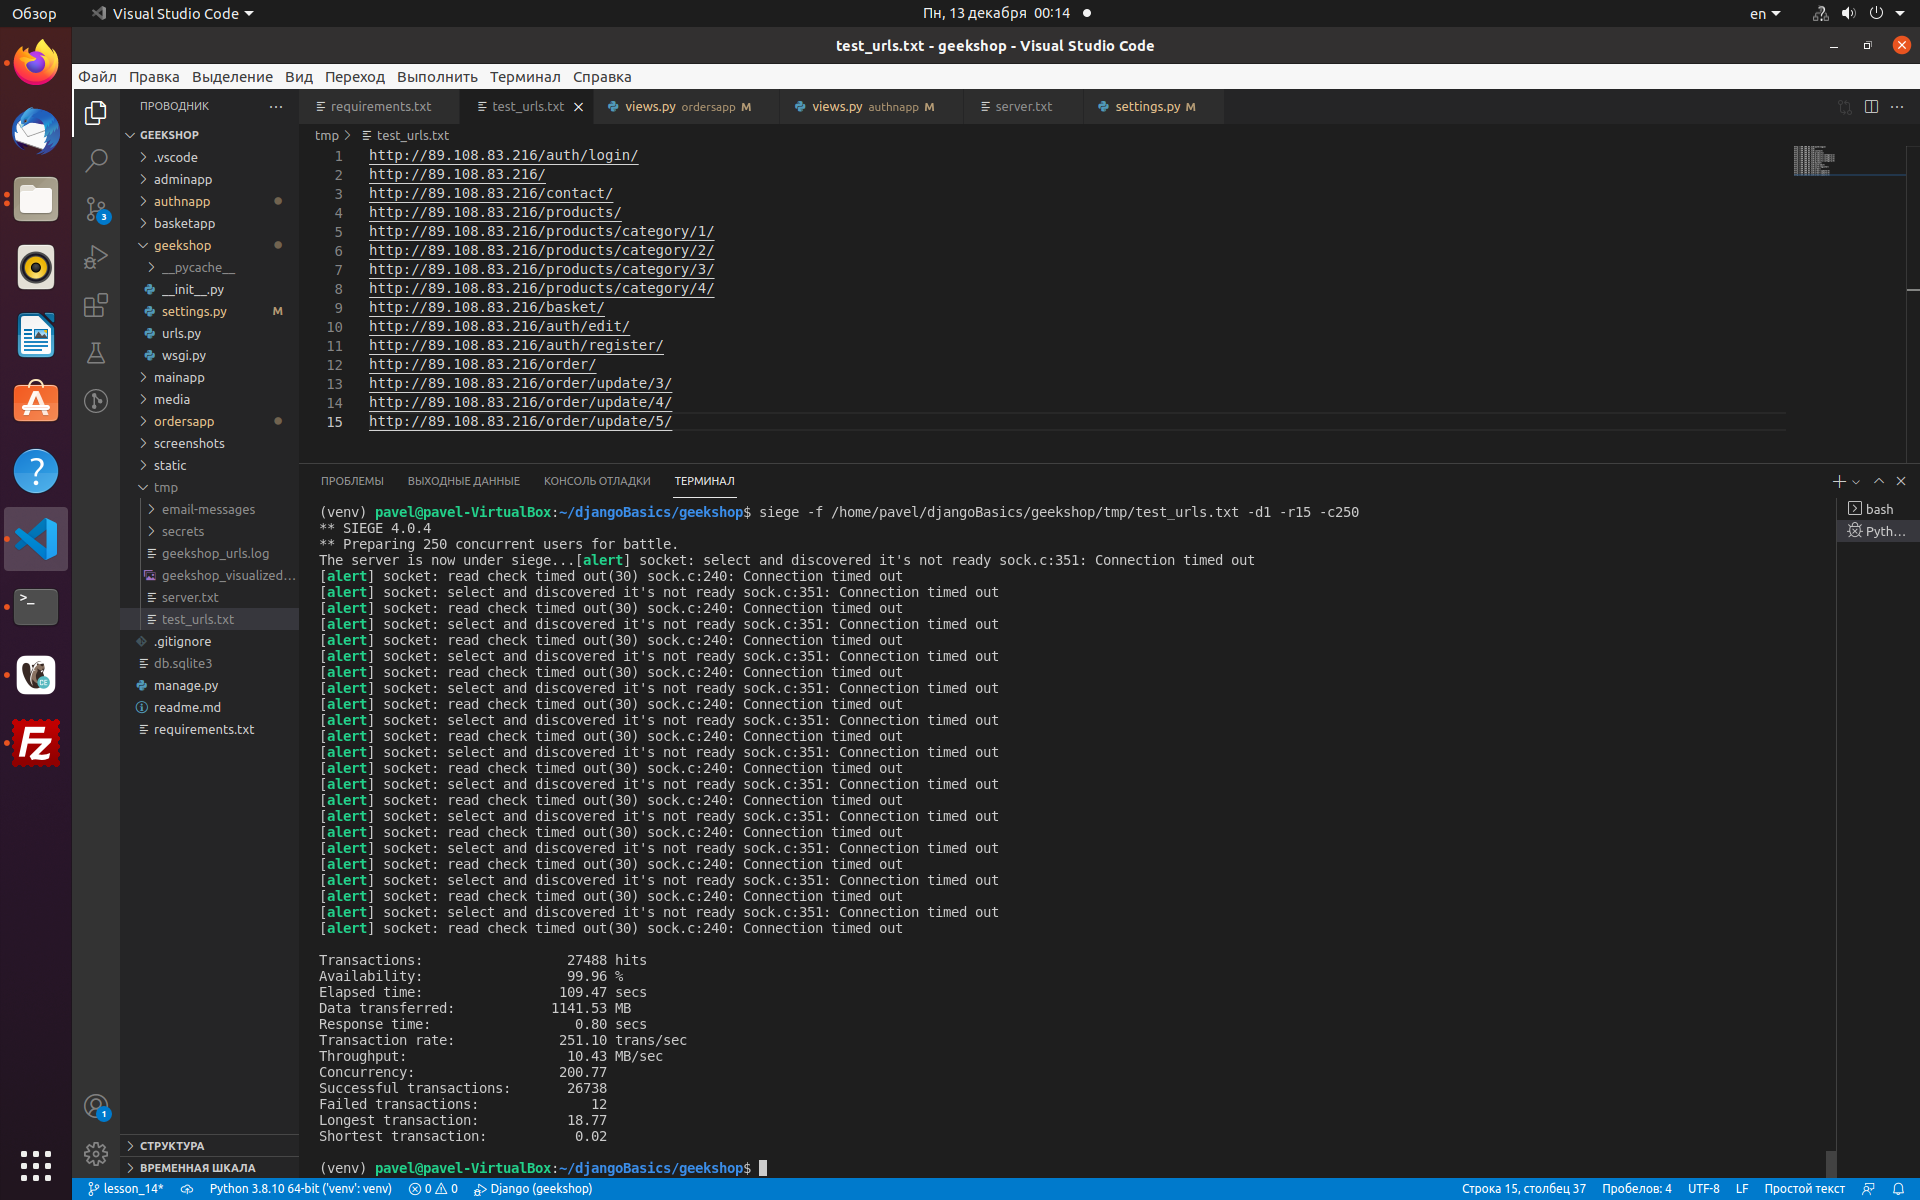 Обзор
Visual Studio Code
Пн, 13 декабря 00:14
en
test_urls.txt - geekshop - Visual Studio Code
Файл Правка Выделение Вид Переход Выполнить Терминал Справка
ПРОВОДНИК
requirements.txt
test_urls.txt
views.py ordersapp M
views.py authnapp M
server.txt
settings.py M
GEEKSHOP
.vscode
adminapp
authnapp
basketapp
geekshop
__pycache__
__init__.py
settings.py M
urls.py
wsgi.py
mainapp
media
ordersapp
screenshots
static
tmp
email-messages
secrets
geekshop_urls.log
geekshop_visualized...
server.txt
test_urls.txt
.gitignore
db.sqlite3
manage.py
readme.md
requirements.txt
СТРУКТУРА
ВРЕМЕННАЯ ШКАЛА
3
1
tmp > test_urls.txt
1 http://89.108.83.216/auth/login/
2 http://89.108.83.216/
3 http://89.108.83.216/contact/
4 http://89.108.83.216/products/
5 http://89.108.83.216/products/category/1/
6 http://89.108.83.216/products/category/2/
7 http://89.108.83.216/products/category/3/
8 http://89.108.83.216/products/category/4/
9 http://89.108.83.216/basket/
10 http://89.108.83.216/auth/edit/
11 http://89.108.83.216/auth/register/
12 http://89.108.83.216/order/
13 http://89.108.83.216/order/update/3/
14 http://89.108.83.216/order/update/4/
15 http://89.108.83.216/order/update/5/
ПРОБЛЕМЫ ВЫХОДНЫЕ ДАННЫЕ КОНСОЛЬ ОТЛАДКИ ТЕРМИНАЛ
bash
Pyth...
(venv) pavel@pavel-VirtualBox:~/djangoBasics/geekshop$ siege -f /home/pavel/djangoBasics/geekshop/tmp/test_urls.txt -d1 -r15 -c250
** SIEGE 4.0.4
** Preparing 250 concurrent users for battle.
The server is now under siege...[alert] socket: select and discovered it's not ready sock.c:351: Connection timed out
[alert] socket: read check timed out(30) sock.c:240: Connection timed out
[alert] socket: select and discovered it's not ready sock.c:351: Connection timed out
[alert] socket: read check timed out(30) sock.c:240: Connection timed out
[alert] socket: select and discovered it's not ready sock.c:351: Connection timed out
[alert] socket: read check timed out(30) sock.c:240: Connection timed out
[alert] socket: select and discovered it's not ready sock.c:351: Connection timed out
[alert] socket: read check timed out(30) sock.c:240: Connection timed out
[alert] socket: select and discovered it's not ready sock.c:351: Connection timed out
[alert] socket: read check timed out(30) sock.c:240: Connection timed out
[alert] socket: select and discovered it's not ready sock.c:351: Connection timed out
[alert] socket: read check timed out(30) sock.c:240: Connection timed out
[alert] socket: select and discovered it's not ready sock.c:351: Connection timed out
[alert] socket: read check timed out(30) sock.c:240: Connection timed out
[alert] socket: select and discovered it's not ready sock.c:351: Connection timed out
[alert] socket: read check timed out(30) sock.c:240: Connection timed out
[alert] socket: select and discovered it's not ready sock.c:351: Connection timed out
[alert] socket: read check timed out(30) sock.c:240: Connection timed out
[alert] socket: select and discovered it's not ready sock.c:351: Connection timed out
[alert] socket: read check timed out(30) sock.c:240: Connection timed out
[alert] socket: select and discovered it's not ready sock.c:351: Connection timed out
[alert] socket: read check timed out(30) sock.c:240: Connection timed out
[alert] socket: select and discovered it's not ready sock.c:351: Connection timed out
[alert] socket: read check timed out(30) sock.c:240: Connection timed out
Transactions: 27488 hits
Availability: 99.96 %
Elapsed time: 109.47 secs
Data transferred: 1141.53 MB
Response time: 0.80 secs
Transaction rate: 251.10 trans/sec
Throughput: 10.43 MB/sec
Concurrency: 200.77
Successful transactions: 26738
Failed transactions: 12
Longest transaction: 18.77
Shortest transaction: 0.02
(venv) pavel@pavel-VirtualBox:~/djangoBasics/geekshop$
lesson_14* Python 3.8.10 64-bit ('venv': venv) 0 0 Django (geekshop)
Строка 15, столбец 37 Пробелов: 4 UTF-8 LF Простой текст